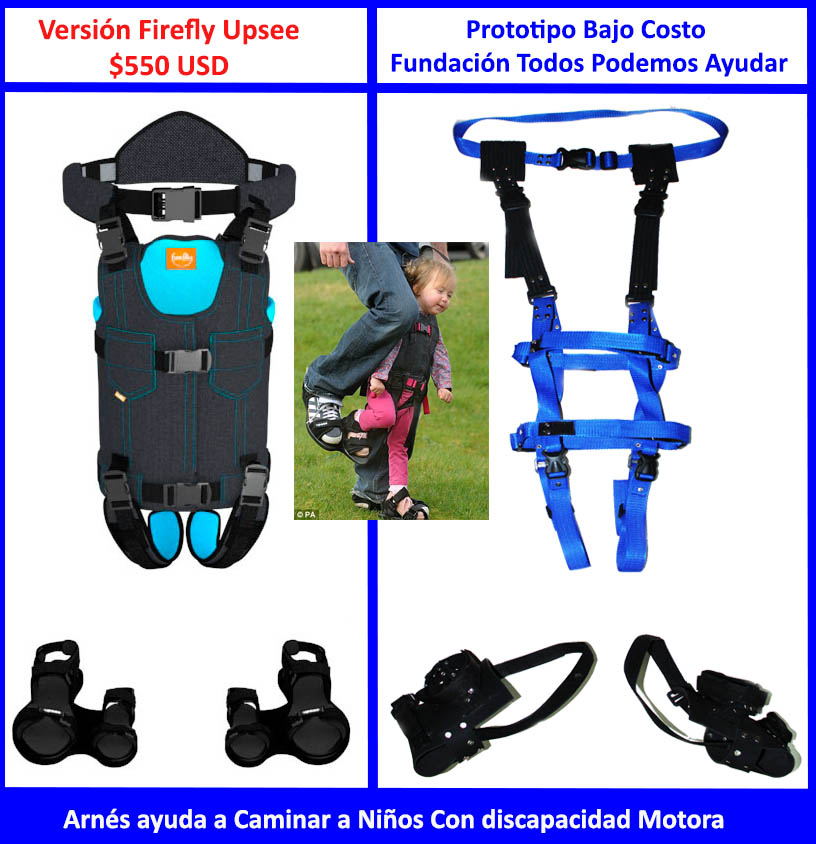 Versión Firefly Upsee
$550 USD
Prototipo Bajo Costo
Fundación Todos Podemos Ayudar
© PA
Arnés ayuda a Caminar a Niños Con discapacidad Motora